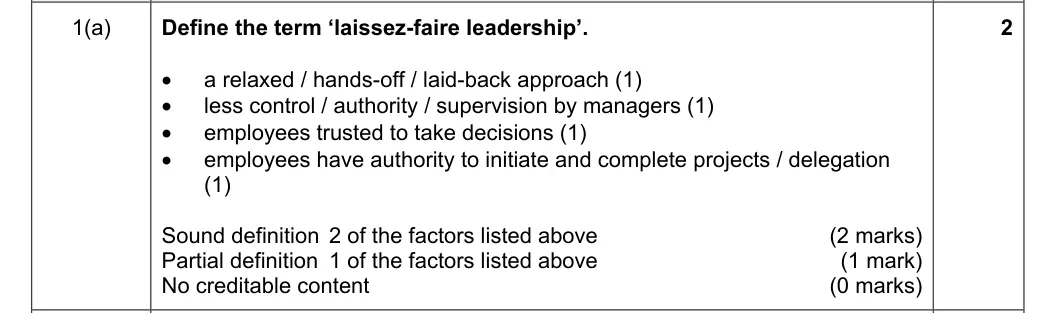 1(a) Define the term ‘laissez-faire leadership’. 2
• a relaxed / hands-off / laid-back approach (1)
• less control / authority / supervision by managers (1)
• employees trusted to take decisions (1)
• employees have authority to initiate and complete projects / delegation
(1)
Sound definition 2 of the factors listed above (2 marks)
Partial definition 1 of the factors listed above (1 mark)
No creditable content (0 marks)